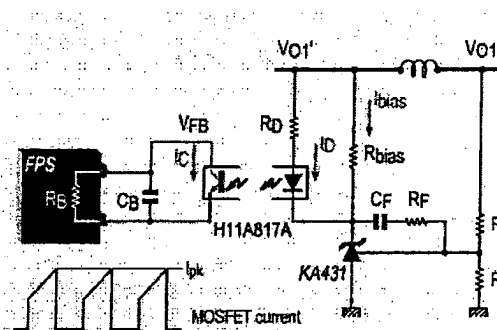 VO1' VO1
ibias
RD
VFB
iC iD
Rbias
FPS
CF RF
RB CB
H11A817A
R
KA431
R
Ipk
MOSFET current